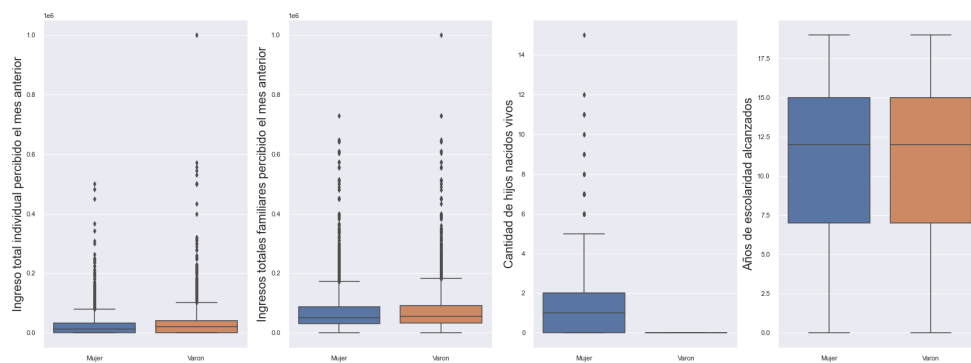 1e6
Ingreso total individual percibido el mes anterior
1.0
0.8
0.6
0.4
0.2
0.0
Mujer
Varon
1e6
Ingresos totales familiares percibido el mes anterior
1.0
0.8
0.6
0.4
0.2
0.0
Mujer
Varon
Cantidad de hijos nacidos vivos
14
12
10
8
6
4
2
0
Mujer
Varon
Años de escolaridad alcanzados
17.5
15.0
12.5
10.0
7.5
5.0
2.5
0.0
Mujer
Varon